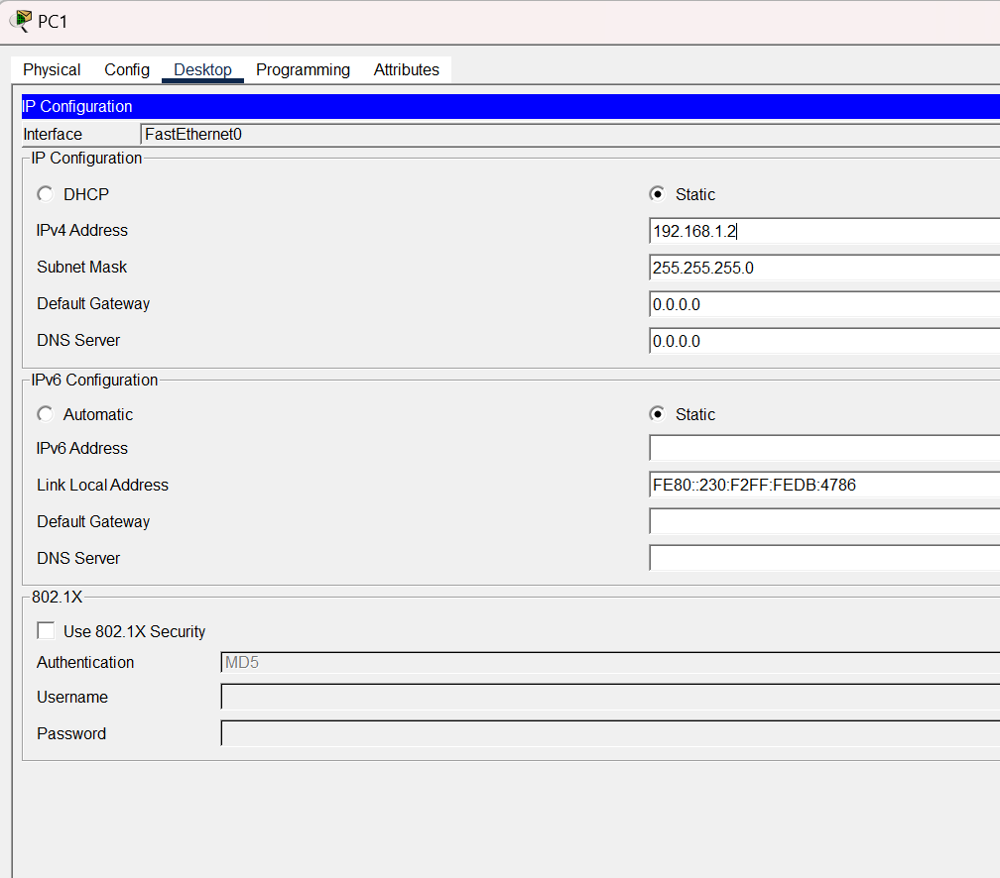 PC1
Physical Config Desktop Programming Attributes
IP Configuration
Interface FastEthernet0
IP Configuration
DHCP Static
IPv4 Address 192.168.1.2
Subnet Mask 255.255.255.0
Default Gateway 0.0.0.0
DNS Server 0.0.0.0
IPv6 Configuration
Automatic Static
IPv6 Address
Link Local Address FE80::230:F2FF:FEDB:4786
Default Gateway
DNS Server
802.1X
Use 802.1X Security
Authentication MD5
Username
Password